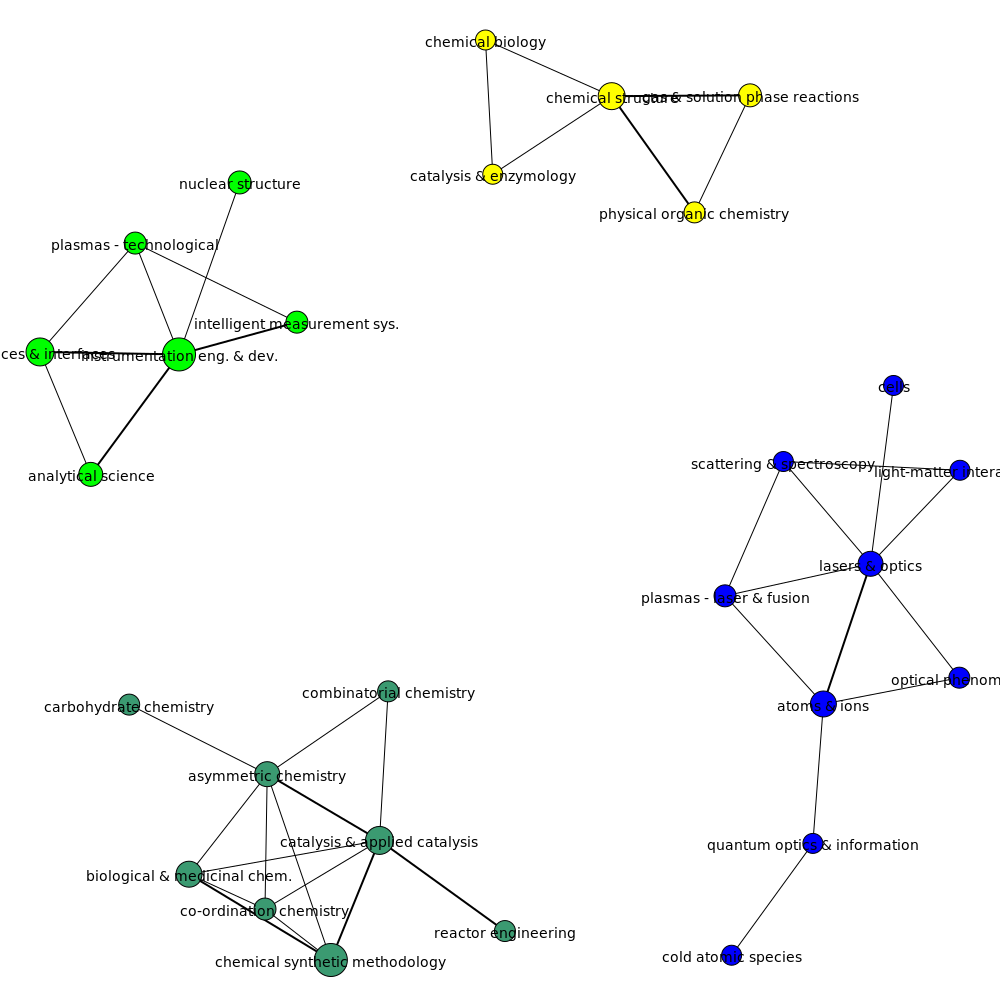 chemical biology
chemical structure
gas & solution phase reactions
catalysis & enzymology
nuclear structure
physical organic chemistry
plasmas - technological
intelligent measurement sys.
ces & interfaces
instrumentation eng. & dev.
cells
scattering & spectroscopy
light-matter intera
analytical science
lasers & optics
plasmas - laser & fusion
optical phenom
combinatorial chemistry
carbohydrate chemistry
atoms & ions
asymmetric chemistry
catalysis & applied catalysis
quantum optics & information
biological & medicinal chem.
co-ordination chemistry
reactor engineering
cold atomic species
chemical synthetic methodology